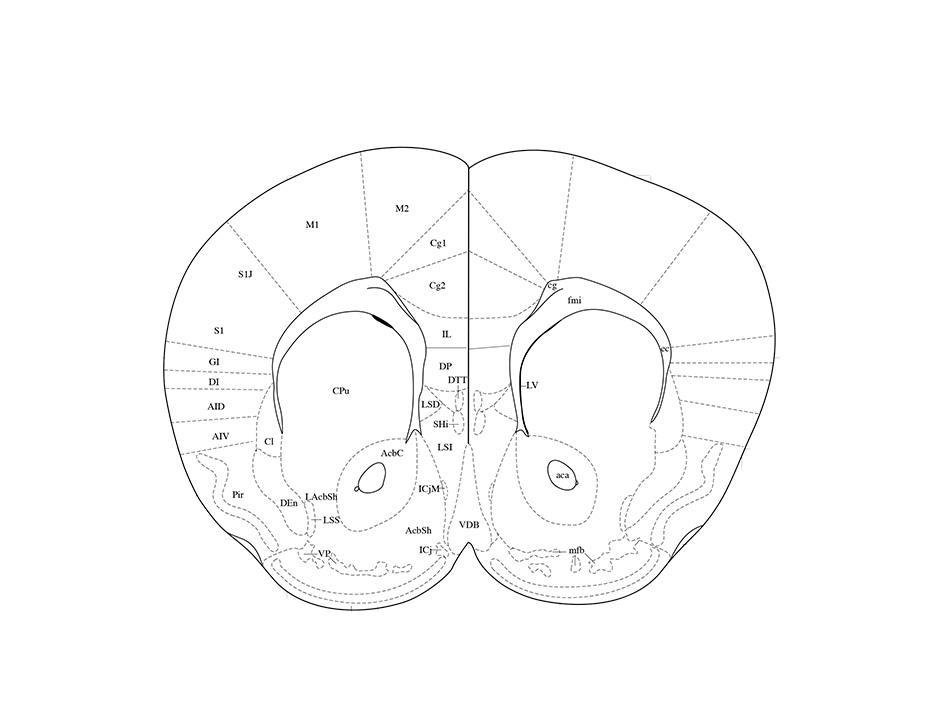 M2
M1
Cg1
S1J
Cg2
cg
fmi
S1
IL
cc
GI
DP
DTT
DI
LV
CPu
LSD
AID
SHi
AIV
Cl
LSI
AcbC
aca
ICjM
Pir
LAcbSh
DEn
LSS
VDB
AcbSh
ICj
mfb
VP